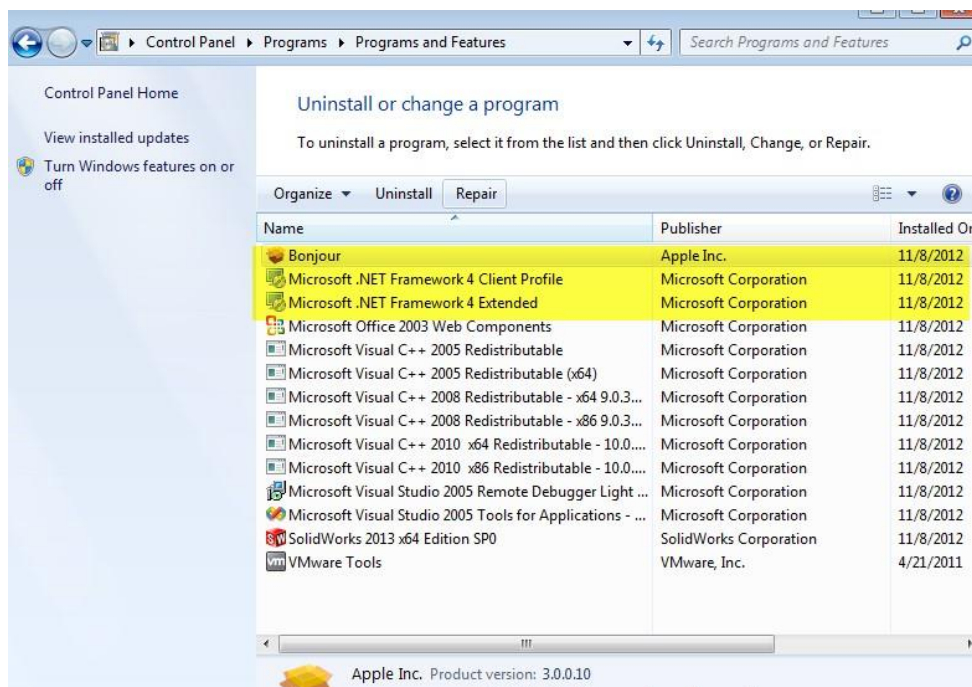 Control Panel Programs Programs and Features Search Programs and Features
Control Panel Home
View installed updates
Turn Windows features on or
off
Uninstall or change a program
To uninstall a program, select it from the list and then click Uninstall, Change, or Repair.
Organize Uninstall Repair
Name Publisher Installed Or
Bonjour Apple Inc. 11/8/2012
Microsoft .NET Framework 4 Client Profile Microsoft Corporation 11/8/2012
Microsoft .NET Framework 4 Extended Microsoft Corporation 11/8/2012
Microsoft Office 2003 Web Components Microsoft Corporation 11/8/2012
Microsoft Visual C++ 2005 Redistributable Microsoft Corporation 11/8/2012
Microsoft Visual C++ 2005 Redistributable (x64) Microsoft Corporation 11/8/2012
Microsoft Visual C++ 2008 Redistributable - x64 9.0.3... Microsoft Corporation 11/8/2012
Microsoft Visual C++ 2008 Redistributable - x86 9.0.3... Microsoft Corporation 11/8/2012
Microsoft Visual C++ 2010 x64 Redistributable - 10.0.... Microsoft Corporation 11/8/2012
Microsoft Visual C++ 2010 x86 Redistributable - 10.0.... Microsoft Corporation 11/8/2012
Microsoft Visual Studio 2005 Remote Debugger Light ... Microsoft Corporation 11/8/2012
Microsoft Visual Studio 2005 Tools for Applications - ... Microsoft Corporation 11/8/2012
SolidWorks 2013 x64 Edition SP0 SolidWorks Corporation 11/8/2012
VMware Tools VMware, Inc. 4/21/2011
Apple Inc. Product version: 3.0.0.10